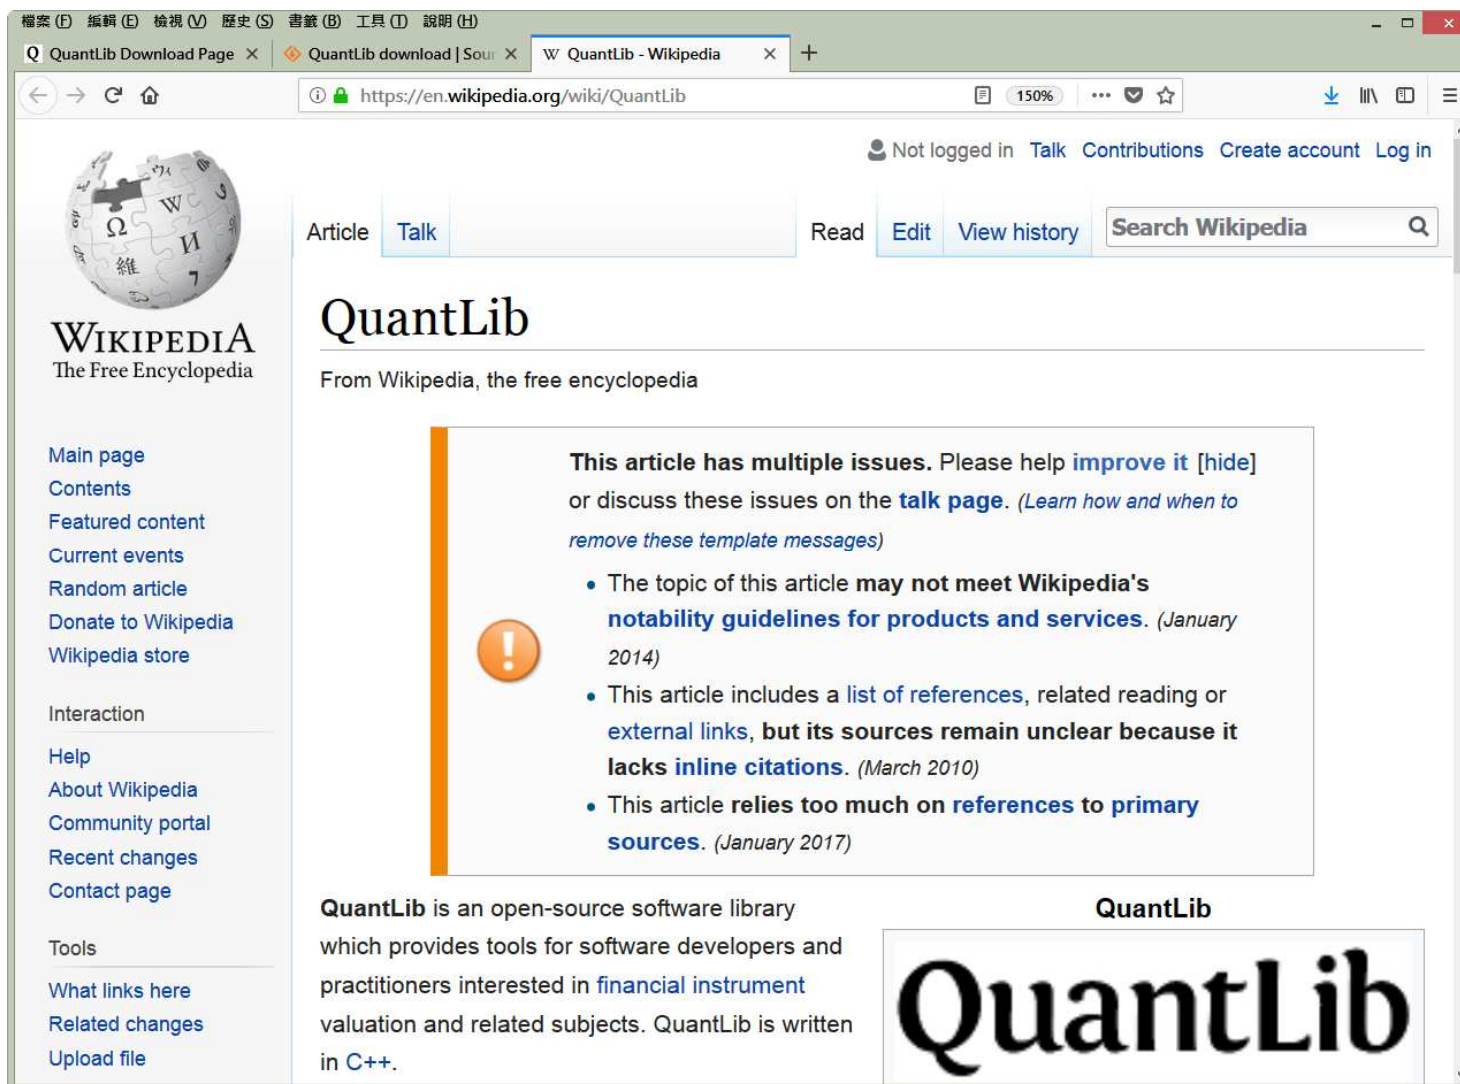 檔案(F) 編輯(E) 檢視(V) 歷史(S) 書籤(B) 工具(T) 說明(H)
QuantLib Download Page
QuantLib download | Sour
QuantLib - Wikipedia
https://en.wikipedia.org/wiki/QuantLib
150%
Not logged in Talk Contributions Create account Log in
Article Talk Read Edit View history Search Wikipedia
WIKIPEDIA
The Free Encyclopedia
Main page
Contents
Featured content
Current events
Random article
Donate to Wikipedia
Wikipedia store
Interaction
Help
About Wikipedia
Community portal
Recent changes
Contact page
Tools
What links here
Related changes
Upload file
QuantLib
From Wikipedia, the free encyclopedia
This article has multiple issues. Please help improve it [hide]
or discuss these issues on the talk page. (Learn how and when to
remove these template messages)
• The topic of this article may not meet Wikipedia's
notability guidelines for products and services. (January
2014)
• This article includes a list of references, related reading or
external links, but its sources remain unclear because it
lacks inline citations. (March 2010)
• This article relies too much on references to primary
sources. (January 2017)
QuantLib is an open-source software library
which provides tools for software developers and
practitioners interested in financial instrument
valuation and related subjects. QuantLib is written
in C++.
QuantLib
QuantLib